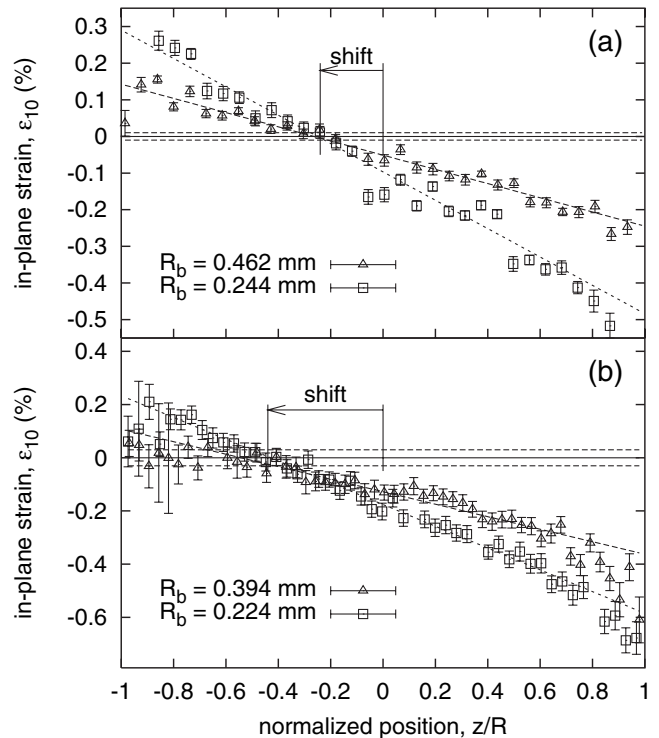 (a)
shift
in-plane strain, ε10 (%)
0.3
0.2
0.1
0
-0.1
-0.2
-0.3
-0.4
-0.5
Rb = 0.462 mm
Rb = 0.244 mm
(b)
shift
in-plane strain, ε10 (%)
0.4
0.2
0
-0.2
-0.4
-0.6
Rb = 0.394 mm
Rb = 0.224 mm
-1 -0.8 -0.6 -0.4 -0.2 0 0.2 0.4 0.6 0.8 1
normalized position, z/R